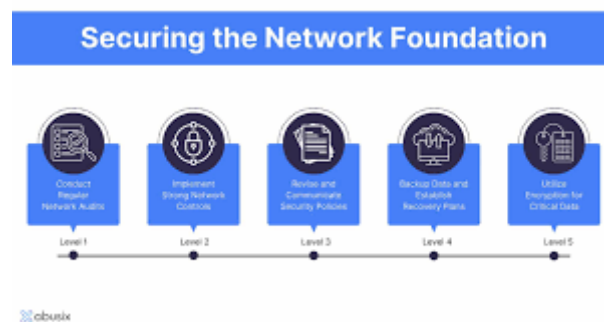 Securing the Network Foundation
Conduct
Regular
Network Audits
Implement
Strong Network
Controls
Revise and
Communicate
Security Policies
Backup Data and
Establish
Recovery Plans
Utilize
Encryption for
Critical Data
Level 1
Level 2
Level 3
Level 4
Level 5
abusix